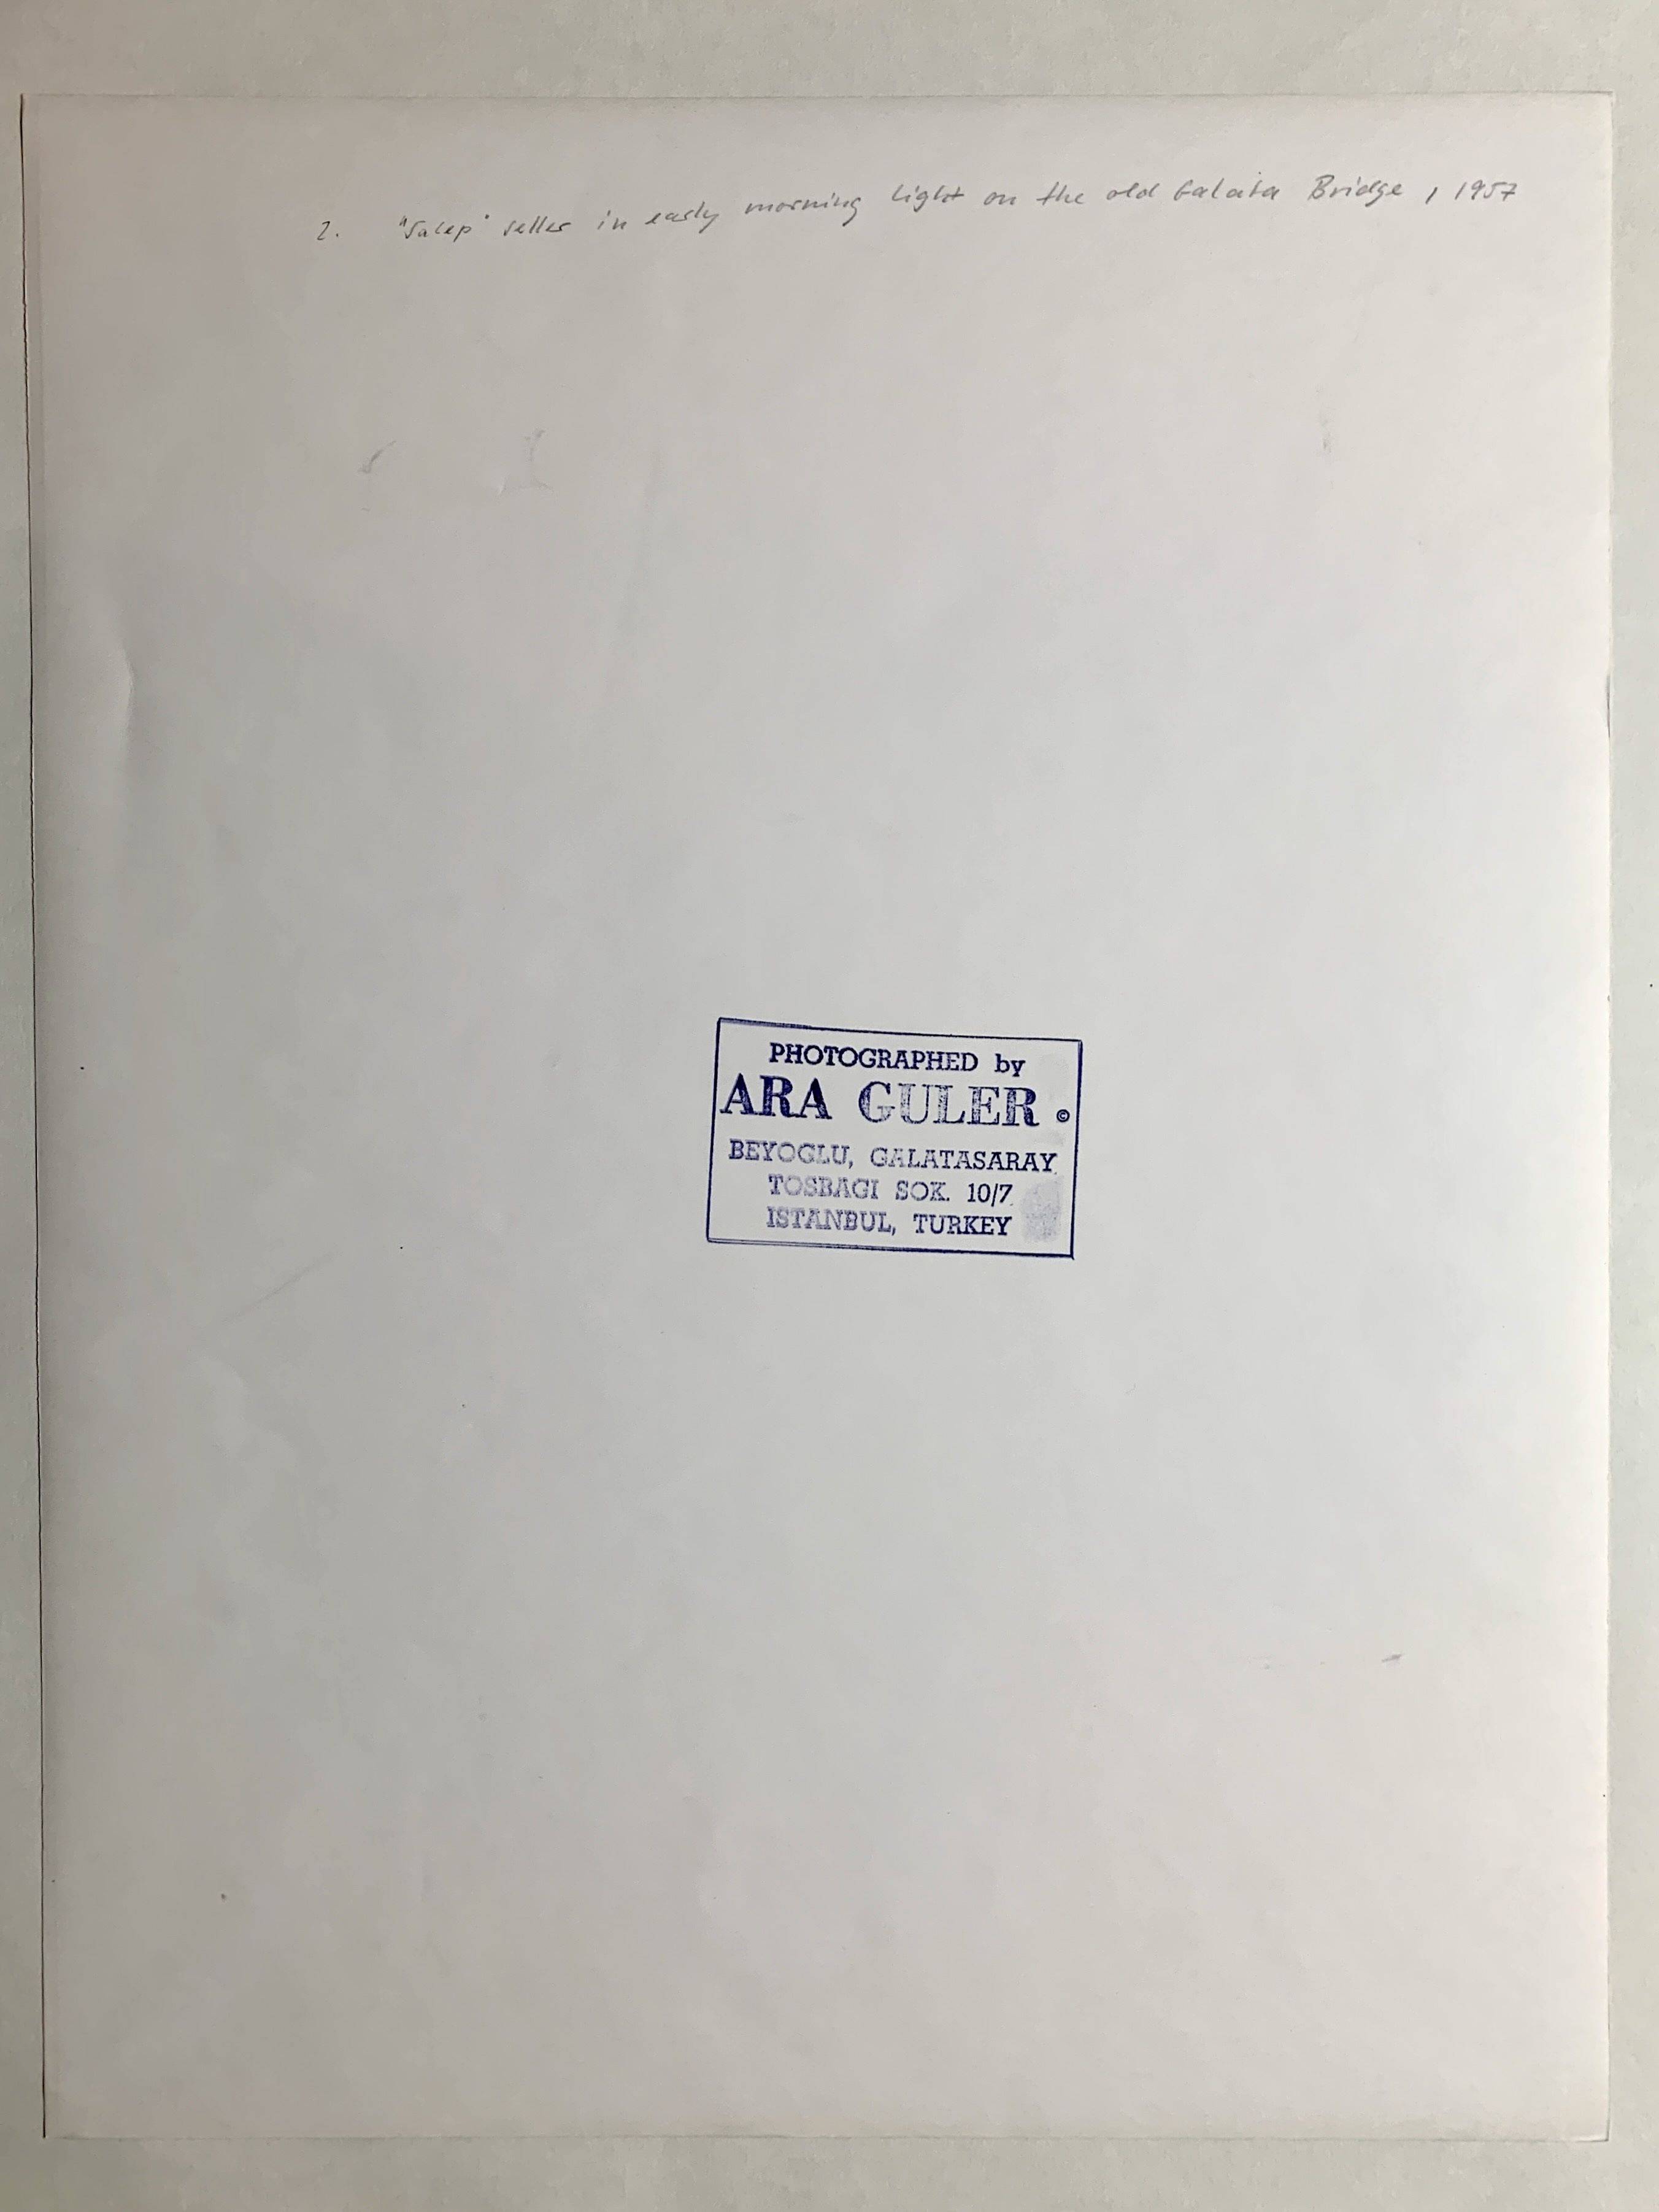 2. "Salep" seller in early morning light on the old Galata Bridge, 1957
PHOTOGRAPHED by
ARA GULER ©
BEYOGLU, GALATASARAY
TOSBAGI SOK. 10/7
ISTANBUL, TURKEY